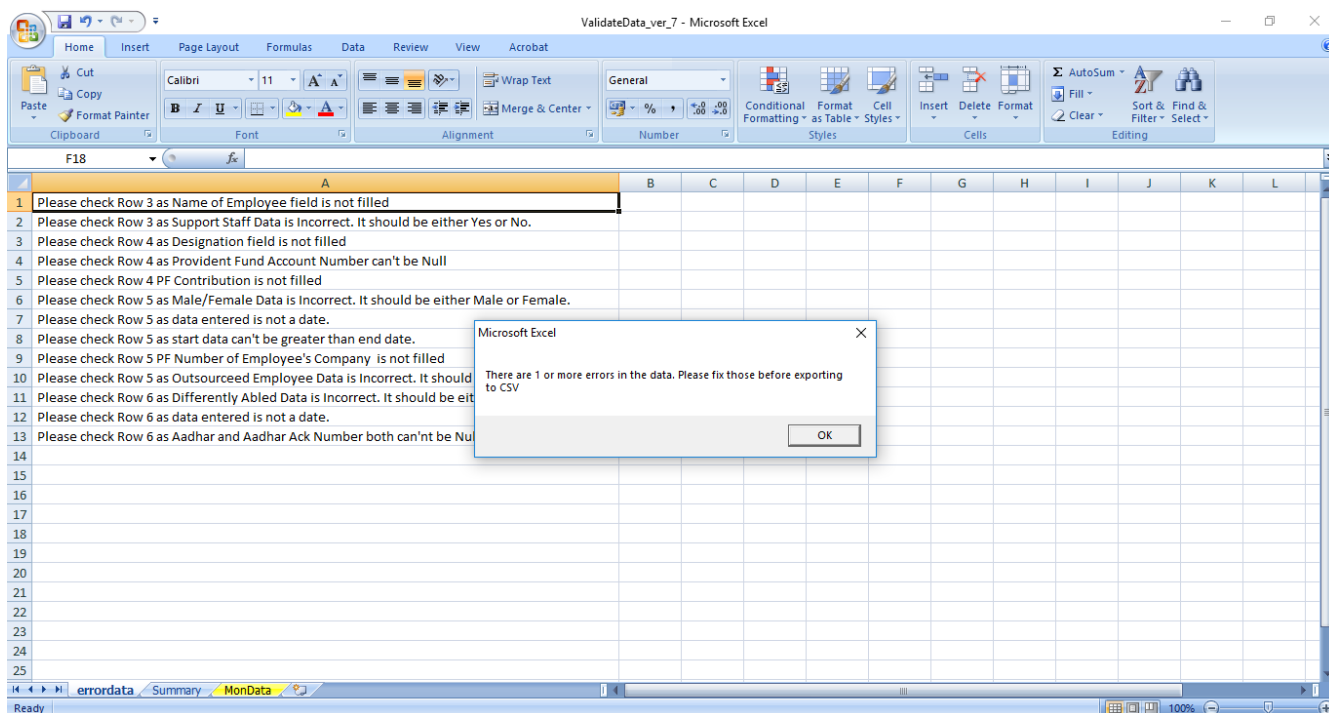 ValidateData_ver_7 - Microsoft Excel
Home Insert Page Layout Formulas Data Review View Acrobat
Cut
Copy
Format Painter
Paste
Clipboard
Calibri 11
B I U
Font
Wrap Text
Merge & Center
Alignment
General
% ,
Number
Conditional Formatting
Format as Table
Cell Styles
Styles
Insert Delete Format
Cells
Σ AutoSum
Fill
Clear
Sort & Filter
Find & Select
Editing
F18 fx
A B C D E F G H I J K L
1 Please check Row 3 as Name of Employee field is not filled
2 Please check Row 3 as Support Staff Data is Incorrect. It should be either Yes or No.
3 Please check Row 4 as Designation field is not filled
4 Please check Row 4 as Provident Fund Account Number can't be Null
5 Please check Row 4 PF Contribution is not filled
6 Please check Row 5 as Male/Female Data is Incorrect. It should be either Male or Female.
7 Please check Row 5 as data entered is not a date.
8 Please check Row 5 as start data can't be greater than end date.
9 Please check Row 5 PF Number of Employee's Company is not filled
10 Please check Row 5 as Outsourceed Employee Data is Incorrect. It should
11 Please check Row 6 as Differently Abled Data is Incorrect. It should be eit
12 Please check Row 6 as data entered is not a date.
13 Please check Row 6 as Aadhar and Aadhar Ack Number both can'nt be Nul
14
15
16
17
18
19
20
21
22
23
24
25
Microsoft Excel
There are 1 or more errors in the data. Please fix those before exporting
to CSV
OK
errordata Summary MonData
Ready 100%